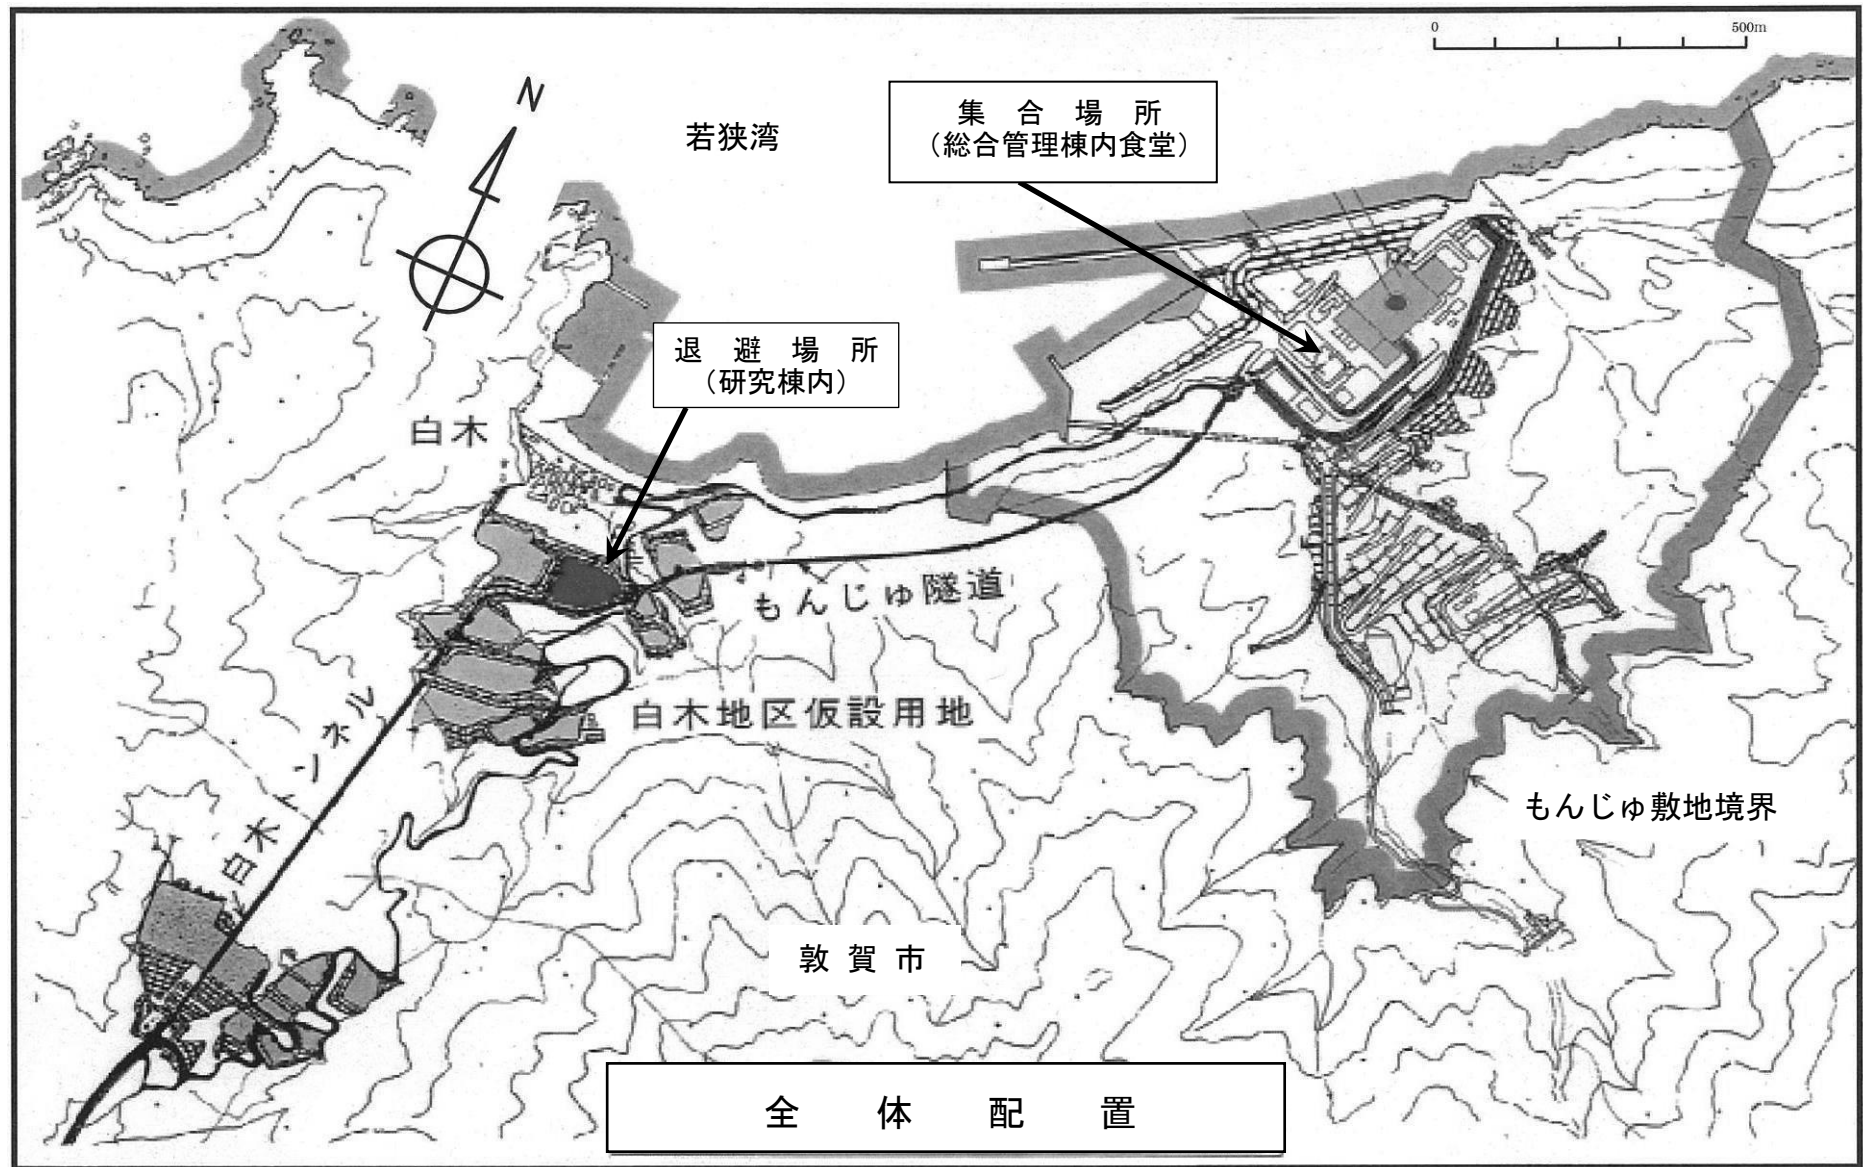 0 500m
N
若狭湾
集合場所
（総合管理棟内食堂）
退避場所
（研究棟内）
白木
もんじゅ隧道
白木地区仮設用地
白木トンネル
もんじゅ敷地境界
敦賀市
全体配置